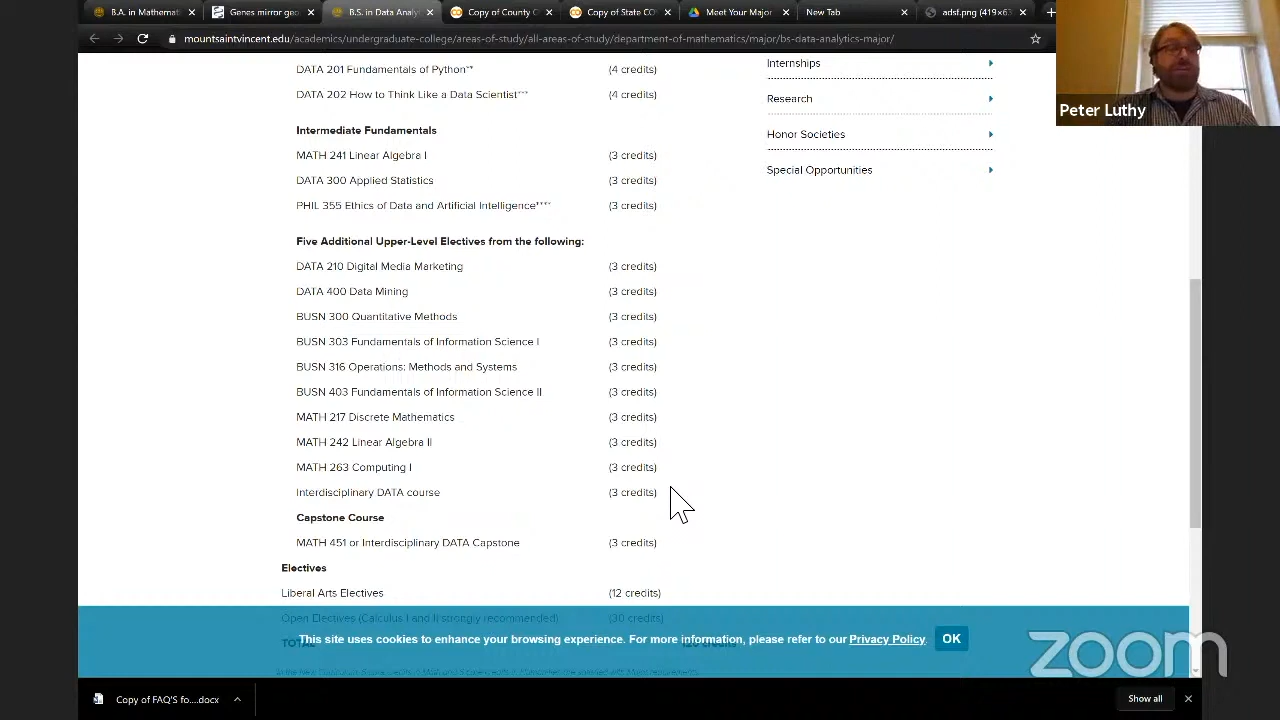 B.A. in Mathemati
Genes mirror geo
B.S. in Data Analyt
Copy of County C
Copy of State CC
Meet Your Major
New Tab
adsf.png (419×63
mountsaintvincent.edu/academics/undergraduate-college/areas-of-study/all-areas-of-study/department-of-mathematics/major/bs-data-analytics-major/
Peter Luthy
DATA 201 Fundamentals of Python** (4 credits)
DATA 202 How to Think Like a Data Scientist*** (4 credits)
Intermediate Fundamentals
MATH 241 Linear Algebra I (3 credits)
DATA 300 Applied Statistics (3 credits)
PHIL 355 Ethics of Data and Artificial Intelligence**** (3 credits)
Five Additional Upper-Level Electives from the following:
DATA 210 Digital Media Marketing (3 credits)
DATA 400 Data Mining (3 credits)
BUSN 300 Quantitative Methods (3 credits)
BUSN 303 Fundamentals of Information Science I (3 credits)
BUSN 316 Operations: Methods and Systems (3 credits)
BUSN 403 Fundamentals of Information Science II (3 credits)
MATH 217 Discrete Mathematics (3 credits)
MATH 242 Linear Algebra II (3 credits)
MATH 263 Computing I (3 credits)
Interdisciplinary DATA course (3 credits)
Capstone Course
MATH 451 or Interdisciplinary DATA Capstone (3 credits)
Electives
Liberal Arts Electives (12 credits)
Open Electives (Calculus I and II strongly recommended) (30 credits)
TOTAL 120 credits
Internships
Research
Honor Societies
Special Opportunities
This site uses cookies to enhance your browsing experience. For more information, please refer to our Privacy Policy. OK
zoom
Copy of FAQ'S fo....docx
Show all